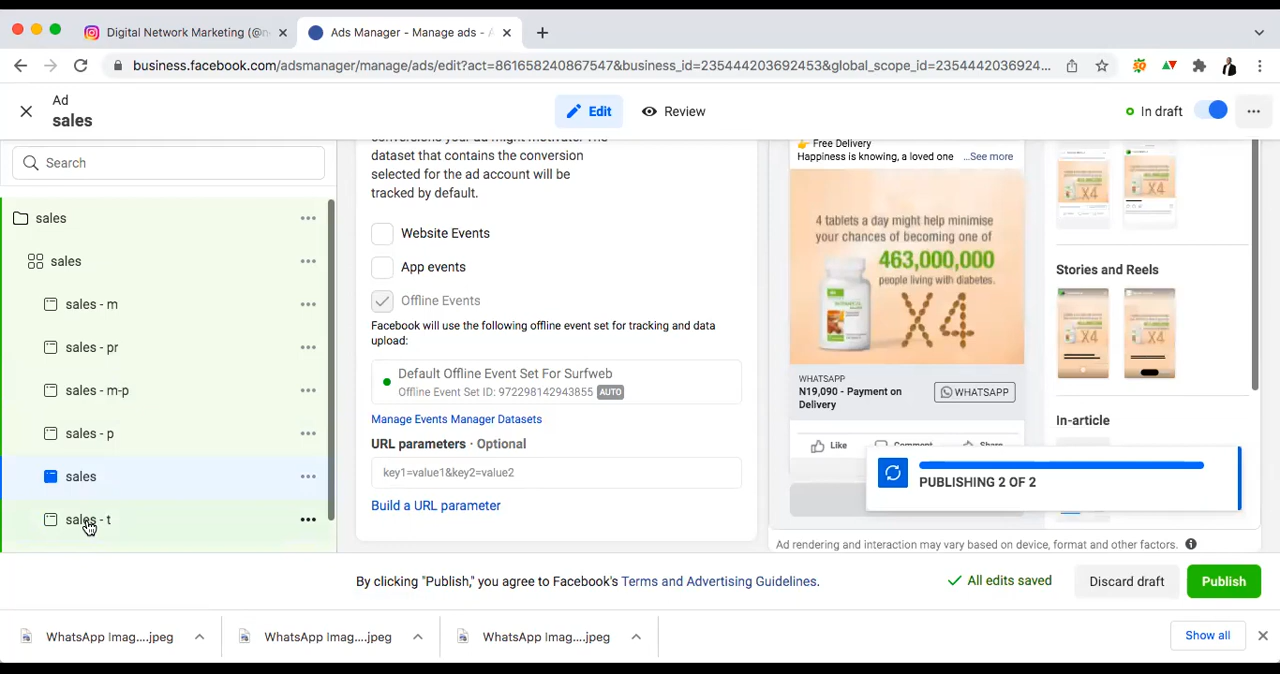 Digital Network Marketing (@n
Ads Manager - Manage ads - A
business.facebook.com/adsmanager/manage/ads/edit?act=861658240867547&business_id=235444203692453&global_scope_id=2354442036924...
Ad
sales
Edit
Review
In draft
Search
sales
sales
sales - m
sales - pr
sales - m-p
sales - p
sales
sales - t
conversions your ad might motivate. The
dataset that contains the conversion
selected for the ad account will be
tracked by default.
Website Events
App events
Offline Events
Facebook will use the following offline event set for tracking and data
upload:
Default Offline Event Set For Surfweb
Offline Event Set ID: 972298142943855 AUTO
Manage Events Manager Datasets
URL parameters · Optional
key1=value1&key2=value2
Build a URL parameter
👉 Free Delivery
Happiness is knowing, a loved one ...See more
4 tablets a day might help minimise
your chances of becoming one of
463,000,000
people living with diabetes.
X4
WHATSAPP
N19,090 - Payment on
Delivery
WHATSAPP
Like
Comment
Share
X4
X4
Stories and Reels
X4
X4
In-article
PUBLISHING 2 OF 2
Ad rendering and interaction may vary based on device, format and other factors.
By clicking "Publish," you agree to Facebook's Terms and Advertising Guidelines.
All edits saved
Discard draft
Publish
WhatsApp Imag....jpeg
WhatsApp Imag....jpeg
WhatsApp Imag....jpeg
Show all